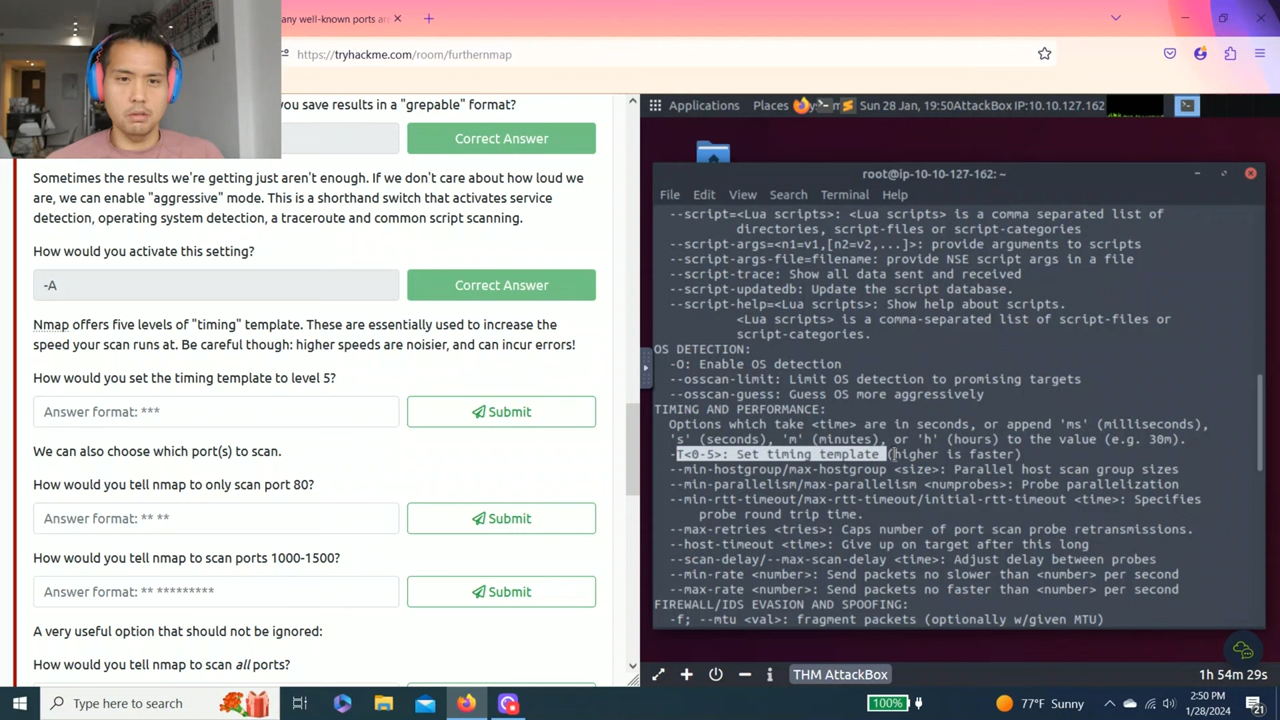 any well-known ports ar
https://tryhackme.com/room/furthernmap
you save results in a "grepable" format?
Correct Answer
Sometimes the results we're getting just aren't enough. If we don't care about how loud we
are, we can enable "aggressive" mode. This is a shorthand switch that activates service
detection, operating system detection, a traceroute and common script scanning.
How would you activate this setting?
-A
Correct Answer
Nmap offers five levels of "timing" template. These are essentially used to increase the
speed your scan runs at. Be careful though: higher speeds are noisier, and can incur errors!
How would you set the timing template to level 5?
Answer format: ***
Submit
We can also choose which port(s) to scan.
How would you tell nmap to only scan port 80?
Answer format: ** **
Submit
How would you tell nmap to scan ports 1000-1500?
Answer format: ** *********
Submit
A very useful option that should not be ignored:
How would you tell nmap to scan all ports?
Applications Places Sun 28 Jan, 19:50 AttackBox IP:10.10.127.162
root@ip-10-10-127-162: ~
File Edit View Search Terminal Help
--script=<Lua scripts>: <Lua scripts> is a comma separated list of
directories, script-files or script-categories
--script-args=<n1=v1,[n2=v2,...]>: provide arguments to scripts
--script-args-file=filename: provide NSE script args in a file
--script-trace: Show all data sent and received
--script-updatedb: Update the script database.
--script-help=<Lua scripts>: Show help about scripts.
<Lua scripts> is a comma-separated list of script-files or
script-categories.
OS DETECTION:
-O: Enable OS detection
--osscan-limit: Limit OS detection to promising targets
--osscan-guess: Guess OS more aggressively
TIMING AND PERFORMANCE:
Options which take <time> are in seconds, or append 'ms' (milliseconds),
's' (seconds), 'm' (minutes), or 'h' (hours) to the value (e.g. 30m).
-T<0-5>: Set timing template (higher is faster)
--min-hostgroup/max-hostgroup <size>: Parallel host scan group sizes
--min-parallelism/max-parallelism <numprobes>: Probe parallelization
--min-rtt-timeout/max-rtt-timeout/initial-rtt-timeout <time>: Specifies
probe round trip time.
--max-retries <tries>: Caps number of port scan probe retransmissions.
--host-timeout <time>: Give up on target after this long
--scan-delay/--max-scan-delay <time>: Adjust delay between probes
--min-rate <number>: Send packets no slower than <number> per second
--max-rate <number>: Send packets no faster than <number> per second
FIREWALL/IDS EVASION AND SPOOFING:
-f; --mtu <val>: fragment packets (optionally w/given MTU)
THM AttackBox
1h 54m 29s
Type here to search
100%
77°F Sunny
2:50 PM
1/28/2024
21